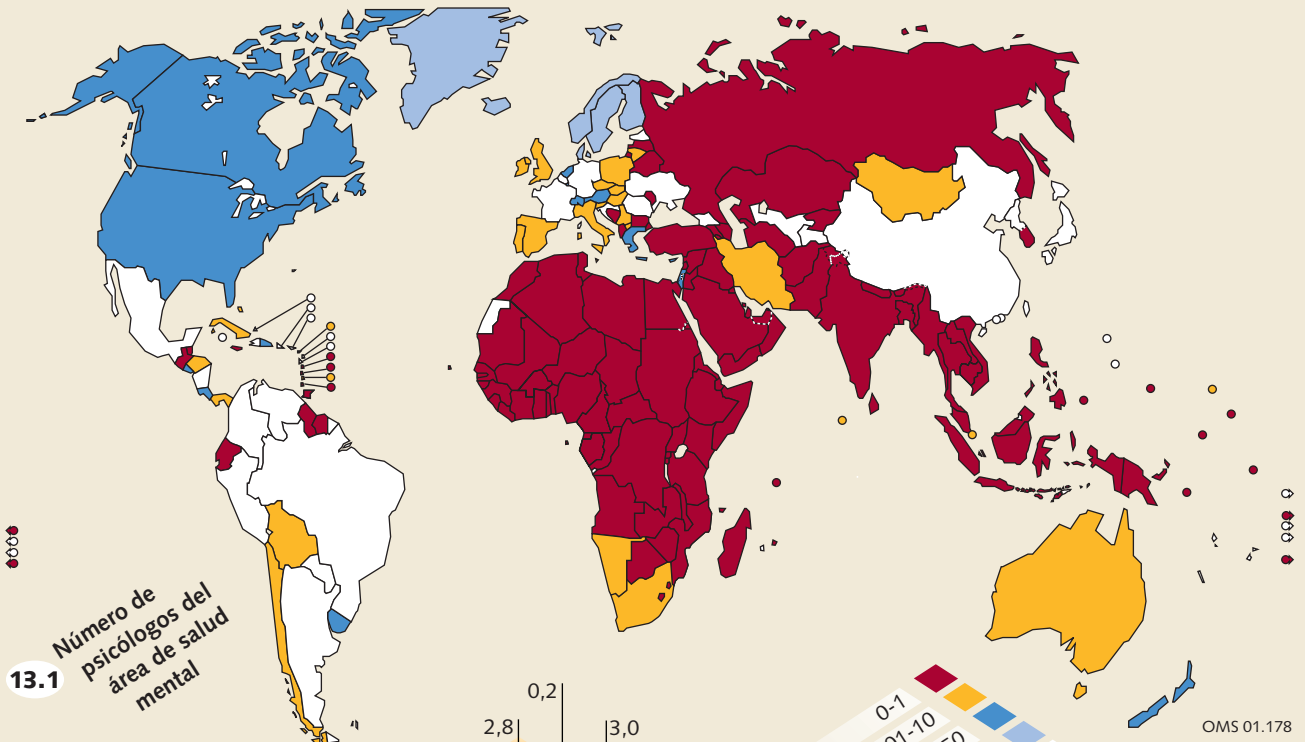 Número de
psicólogos del
área de salud
mental
13.1
0,2
2,8
3,0
0-1
OMS 01.178